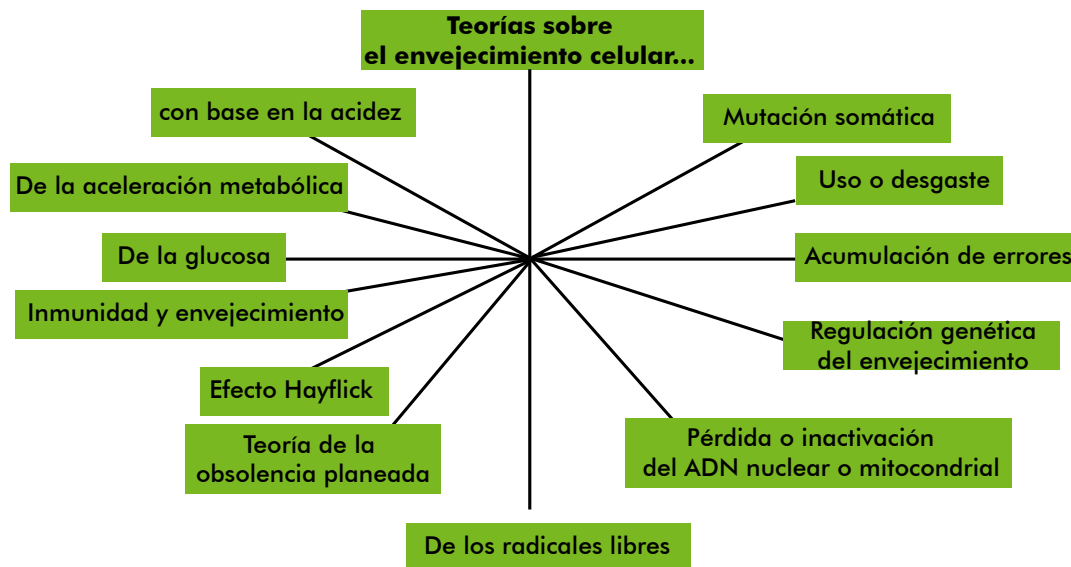 Teorías sobre
el envejecimiento celular...
con base en la acidez
Mutación somática
De la aceleración metabólica
Uso o desgaste
De la glucosa
Acumulación de errores
Inmunidad y envejecimiento
Regulación genética
del envejecimiento
Efecto Hayflick
Teoría de la
obsolencia planeada
Pérdida o inactivación
del ADN nuclear o mitocondrial
De los radicales libres